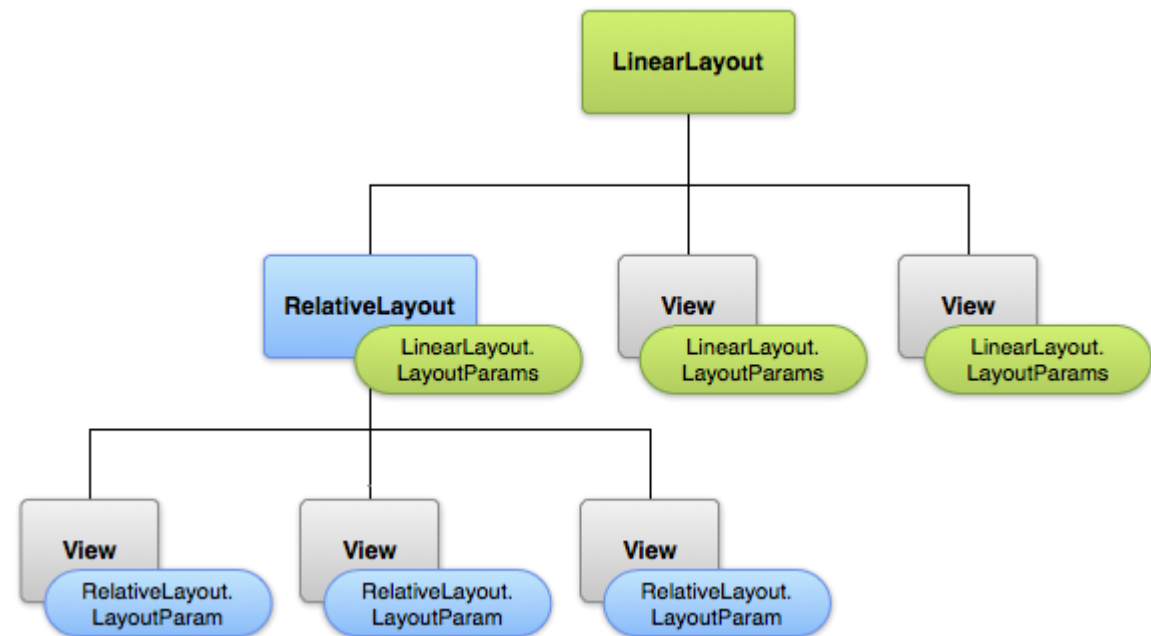 LinearLayout
RelativeLayout
LinearLayout.
LayoutParams
View
LinearLayout.
LayoutParams
View
LinearLayout.
LayoutParams
View
RelativeLayout.
LayoutParam
View
RelativeLayout.
LayoutParam
View
RelativeLayout.
LayoutParam